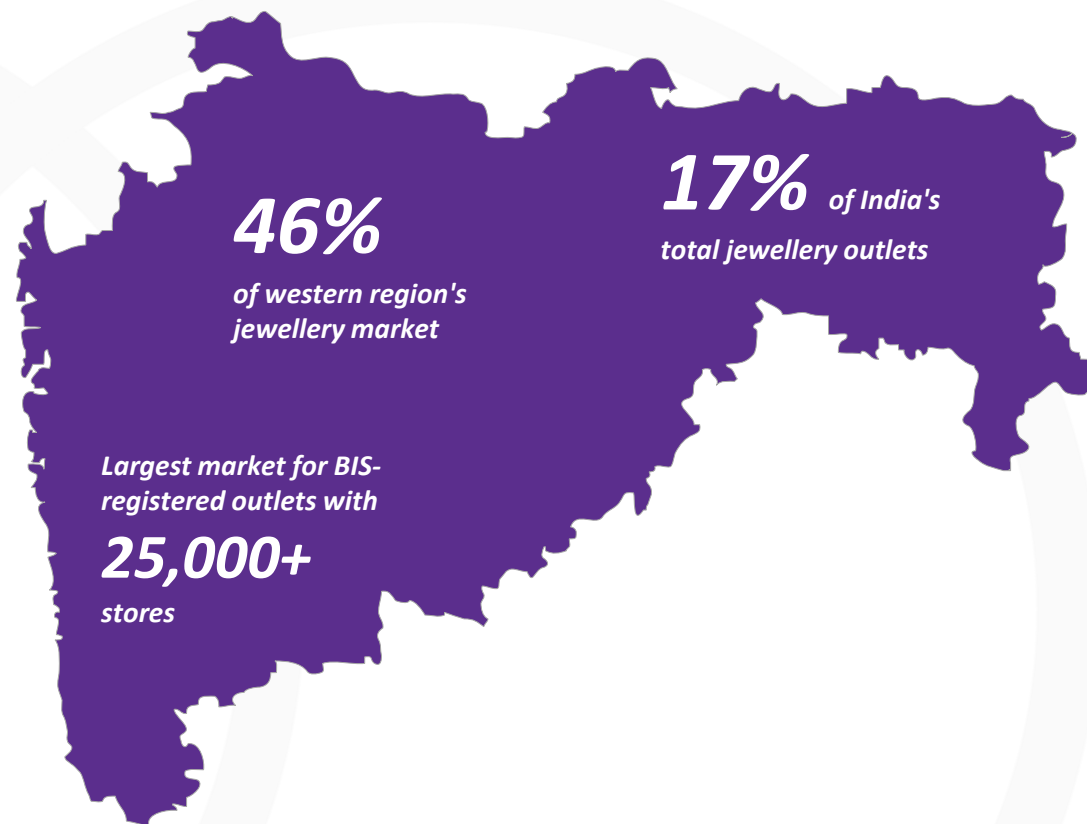 46%
of western region's
jewellery market
17% of India's
total jewellery outlets
Largest market for BIS-
registered outlets with
25,000+
stores